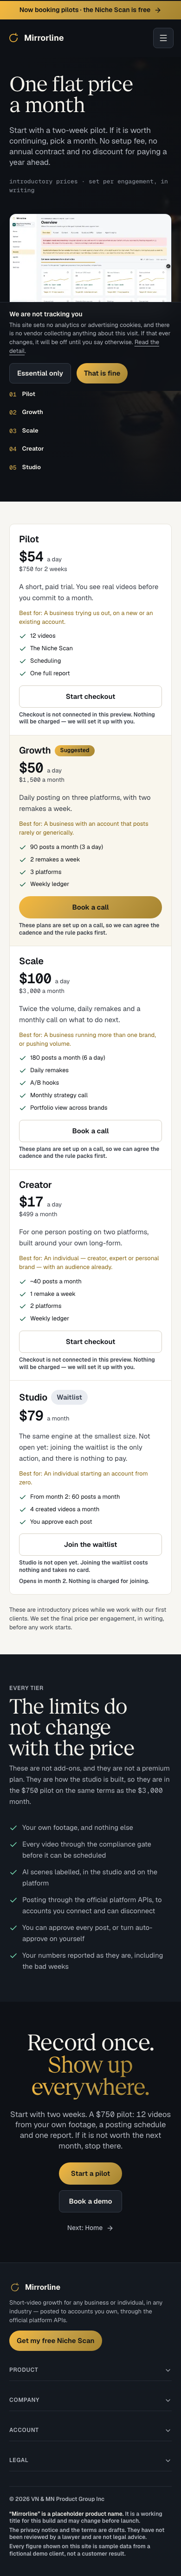 Now booking pilots · the Niche Scan is free →
Mirrorline
One flat price
a month
Start with a two-week pilot. If it is worth
continuing, pick a month. No setup fee, no
annual contract and no discount for paying a
year ahead.
introductory prices · set per engagement, in
writing
Overview
We are not tracking you
This site sets no analytics or advertising cookies, and there
is no vendor collecting anything about this visit. If that ever
changes, it will be off until you say otherwise. Read the
detail.
Essential only
That is fine
01 Pilot
02 Growth
03 Scale
04 Creator
05 Studio
Pilot
$54 a day
$750 for 2 weeks
A short, paid trial. You see real videos before
you commit to a month.
Best for: A business trying us out, on a new or an
existing account.
12 videos
The Niche Scan
Scheduling
One full report
Start checkout
Checkout is not connected in this preview. Nothing
will be charged — we will set it up with you.
Growth Suggested
$50 a day
$1,500 a month
Daily posting on three platforms, with two
remakes a week.
Best for: A business with an account that posts
rarely or generically.
90 posts a month (3 a day)
2 remakes a week
3 platforms
Weekly ledger
Book a call
These plans are set up on a call, so we can agree the
cadence and the rule packs first.
Scale
$100 a day
$3,000 a month
Twice the volume, daily remakes and a
monthly call on what to do next.
Best for: A business running more than one brand,
or pushing volume.
180 posts a month (6 a day)
Daily remakes
A/B hooks
Monthly strategy call
Portfolio view across brands
Book a call
These plans are set up on a call, so we can agree the
cadence and the rule packs first.
Creator
$17 a day
$499 a month
For one person posting on two platforms,
built around your own long-form.
Best for: An individual — creator, expert or personal
brand — with an audience already.
~40 posts a month
1 remake a week
2 platforms
Weekly ledger
Start checkout
Checkout is not connected in this preview. Nothing
will be charged — we will set it up with you.
Studio Waitlist
$79 a month
The same engine at the smallest size. Not
open yet: joining the waitlist is the only
action, and there is nothing to pay.
Best for: An individual starting an account from
zero.
From month 2: 60 posts a month
4 created videos a month
You approve each post
Join the waitlist
Studio is not open yet. Joining the waitlist costs
nothing and takes no card.
Opens in month 2. Nothing is charged for joining.
These are introductory prices while we work with our first
clients. We set the final price per engagement, in writing,
before any work starts.
EVERY TIER
The limits do
not change
with the price
These are not add-ons, and they are not a premium
plan. They are how the studio is built, so they are in
the $750 pilot on the same terms as the $3,000
month.
Your own footage, and nothing else
Every video through the compliance gate
before it can be scheduled
AI scenes labelled, in the studio and on the
platform
Posting through the official platform APIs, to
accounts you connect and can disconnect
You can approve every post, or turn auto-
approve on yourself
Your numbers reported as they are, including
the bad weeks
Record once.
Show up
everywhere.
Start with two weeks. A $750 pilot: 12 videos
from your footage, a posting schedule
and one report. If it is not worth the next
month, stop there.
Start a pilot
Book a demo
Next: Home →
Mirrorline
Short-video growth for any business or individual, in any
industry — posted to accounts you own, through the
official platform APIs.
Get my free Niche Scan
PRODUCT
COMPANY
ACCOUNT
LEGAL
© 2026 VN & MN Product Group Inc
"Mirrorline" is a placeholder product name. It is a working
title for this build and may change before launch.
The privacy notice and the terms are drafts. They have not
been reviewed by a lawyer and are not legal advice.
Every figure shown on this site is sample data from a
fictional demo client, not a customer result.